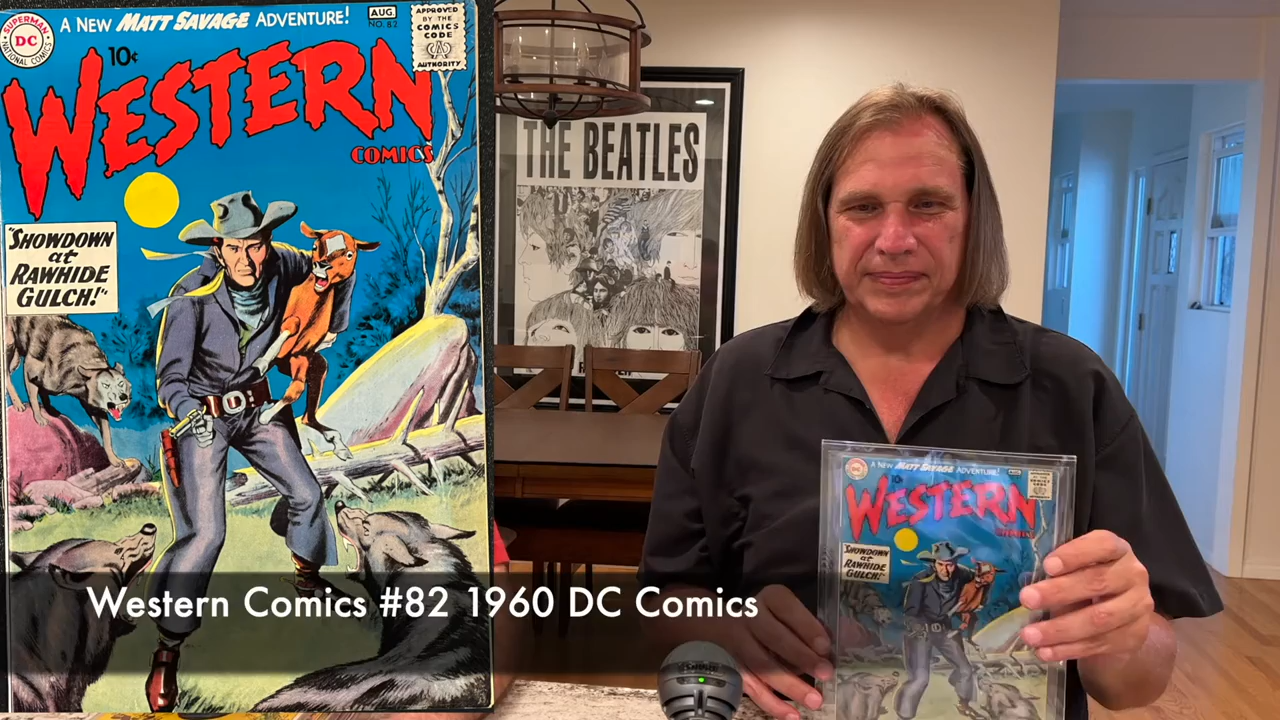 A NEW MATT SAVAGE ADVENTURE!
AUG.
NO. 82
APPROVED
BY THE
COMICS
CODE
AUTHORITY
SUPERMAN
DC
NATIONAL COMICS
10¢
WESTERN
COMICS
"SHOWDOWN
at
RAWHIDE
GULCH!"
THE BEATLES
A NEW MATT SAVAGE ADVENTURE!
10¢
WESTERN
COMICS
SHOWDOWN
at
RAWHIDE
GULCH!"
Western Comics #82 1960 DC Comics